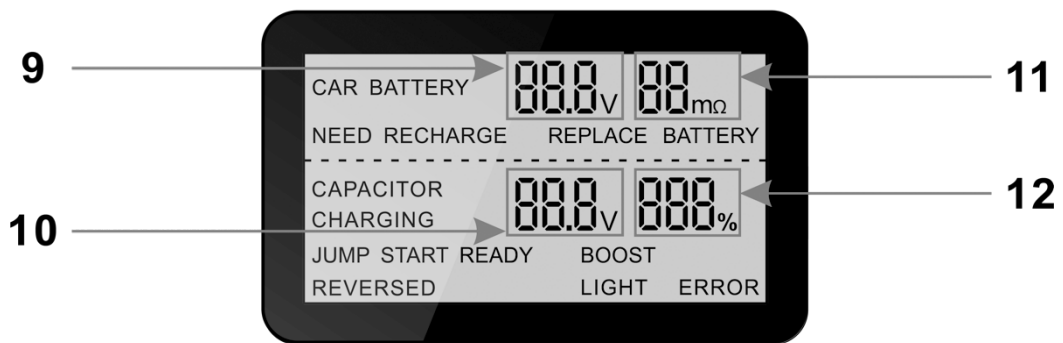 9
11
CAR BATTERY 88.8V 88mΩ
NEED RECHARGE REPLACE BATTERY
CAPACITOR
CHARGING 88.8V 888%
12
10
JUMP START READY BOOST
REVERSED LIGHT ERROR